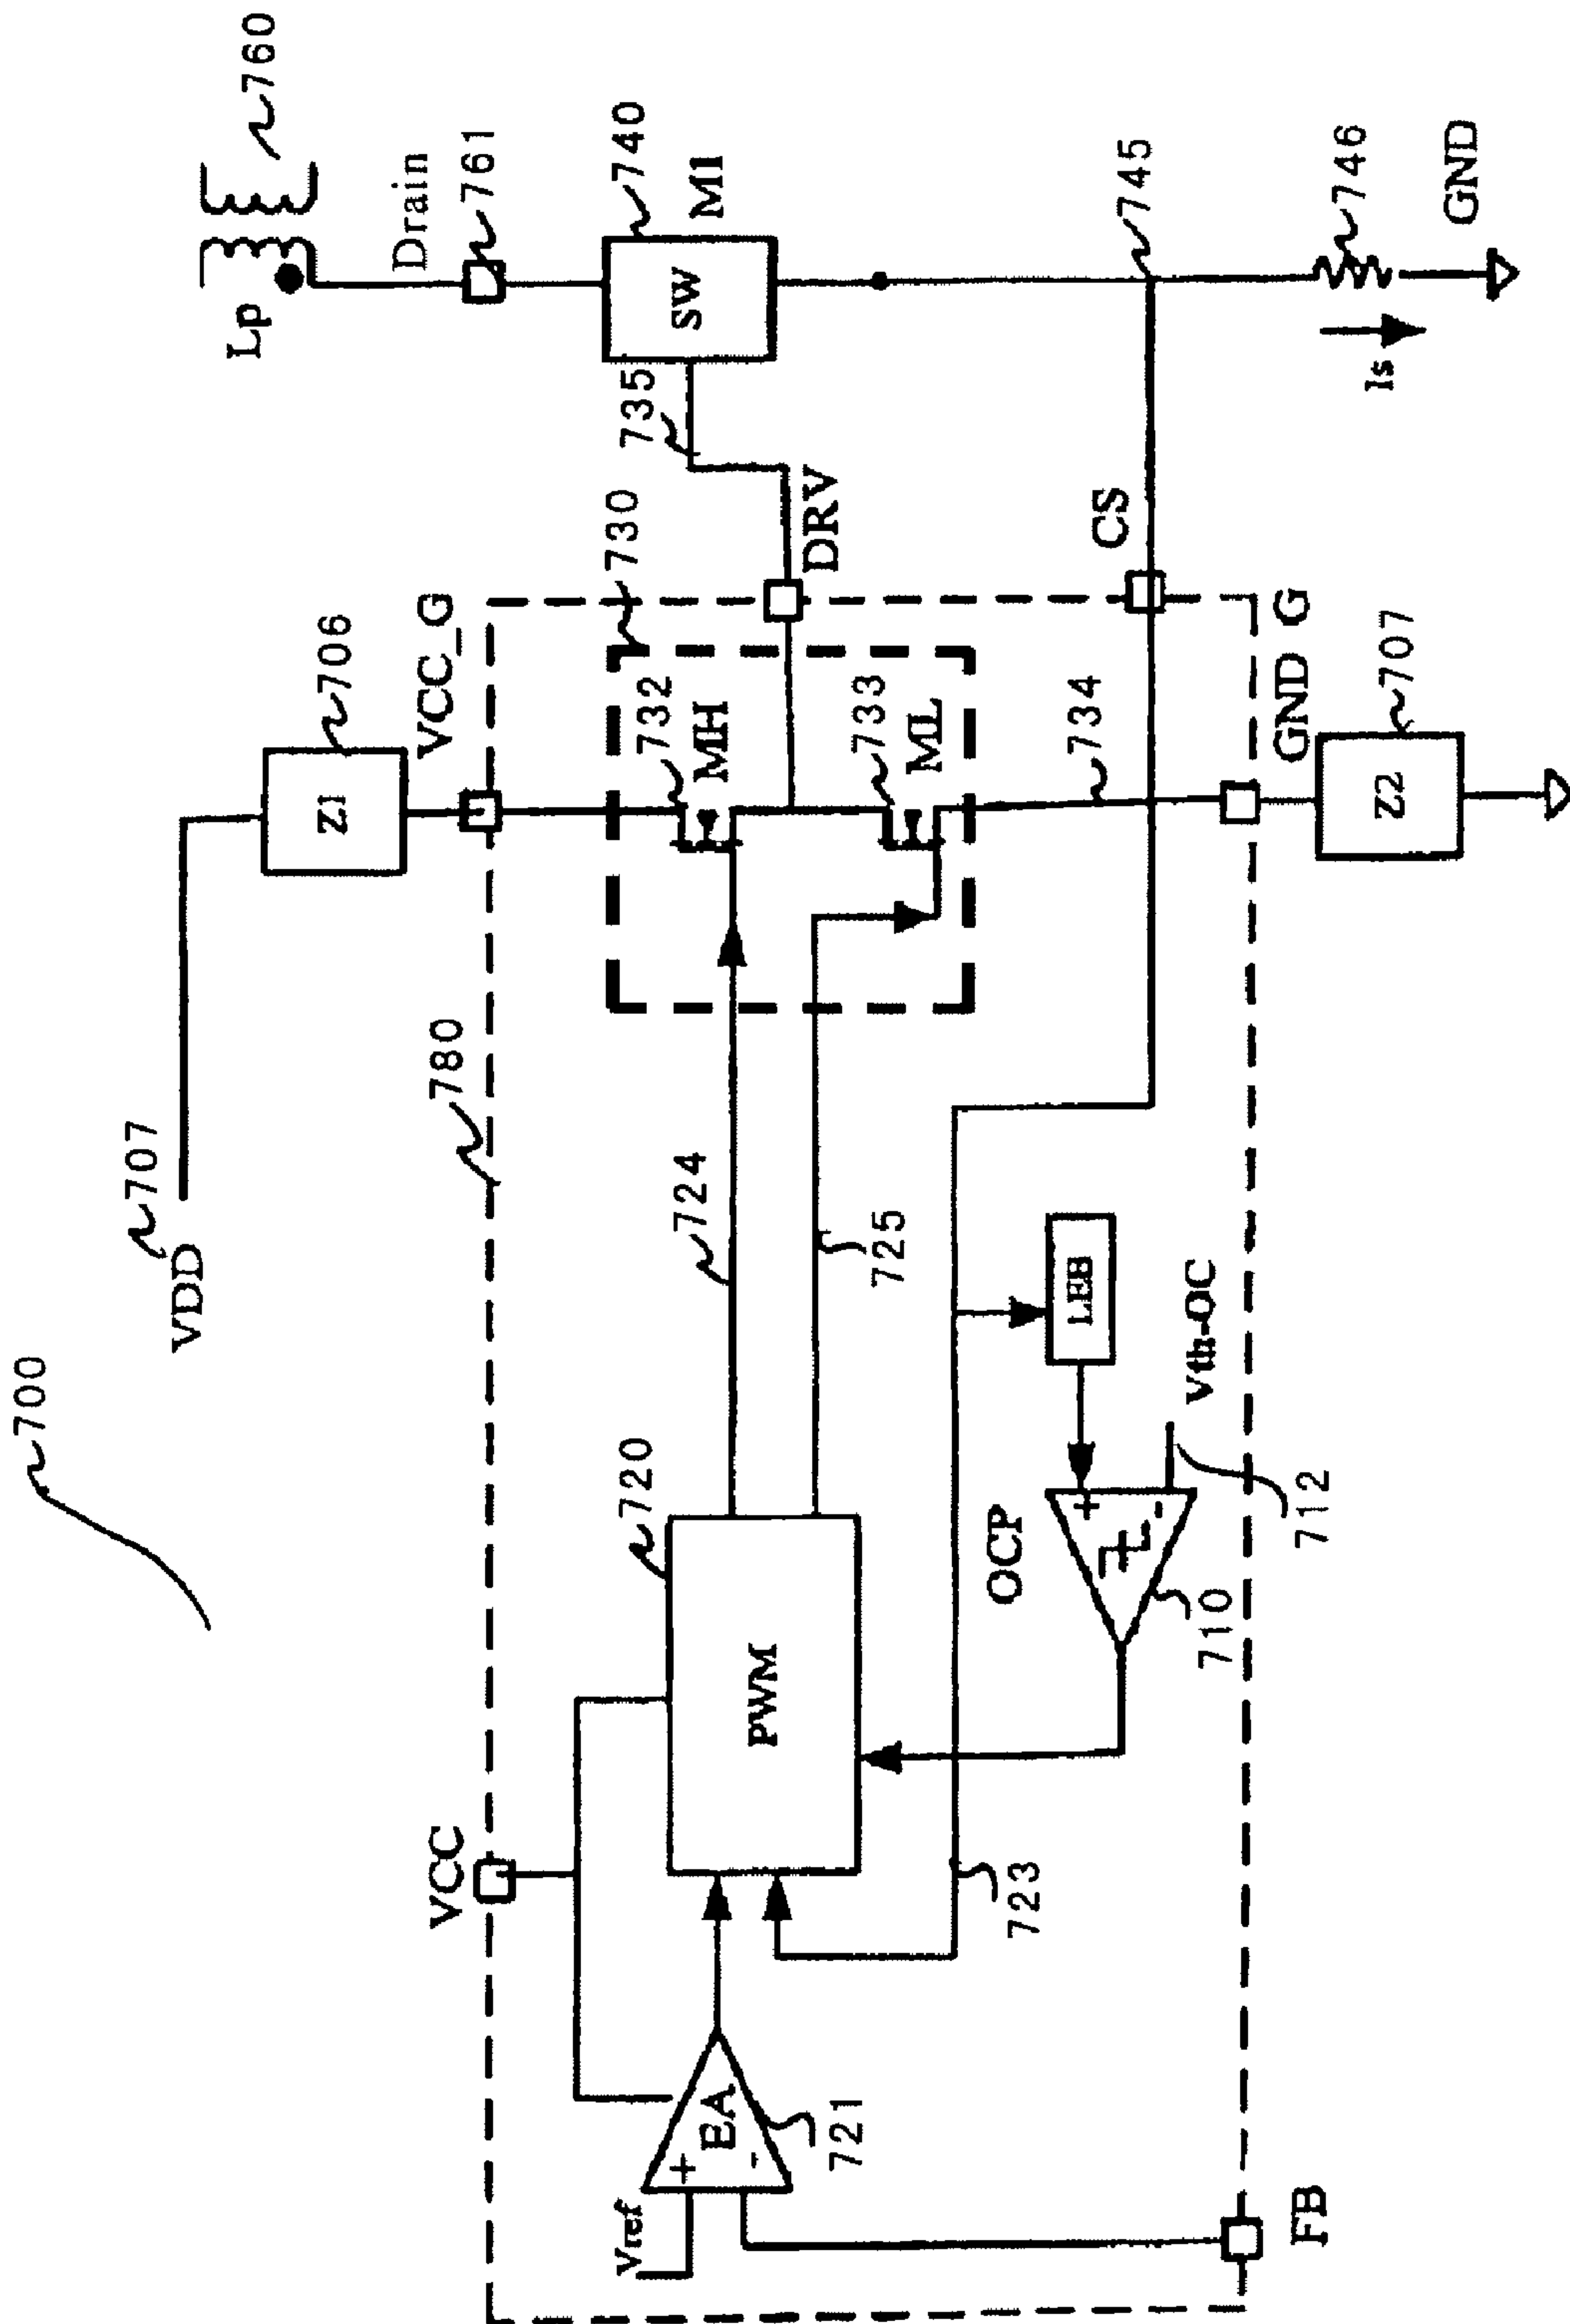 700
VDD
707
Z1
706
Lp
760
Drain
761
VCC
780
VCC_G
730
732
MH
SW
740
M1
735
DRV
Vref
+
EA
-
721
720
PWM
724
725
733
ML
723
OCP
+
-
710
LEB
Vth-OC
712
734
CS
745
746
Is
GND
FB
GND G
Z2
707